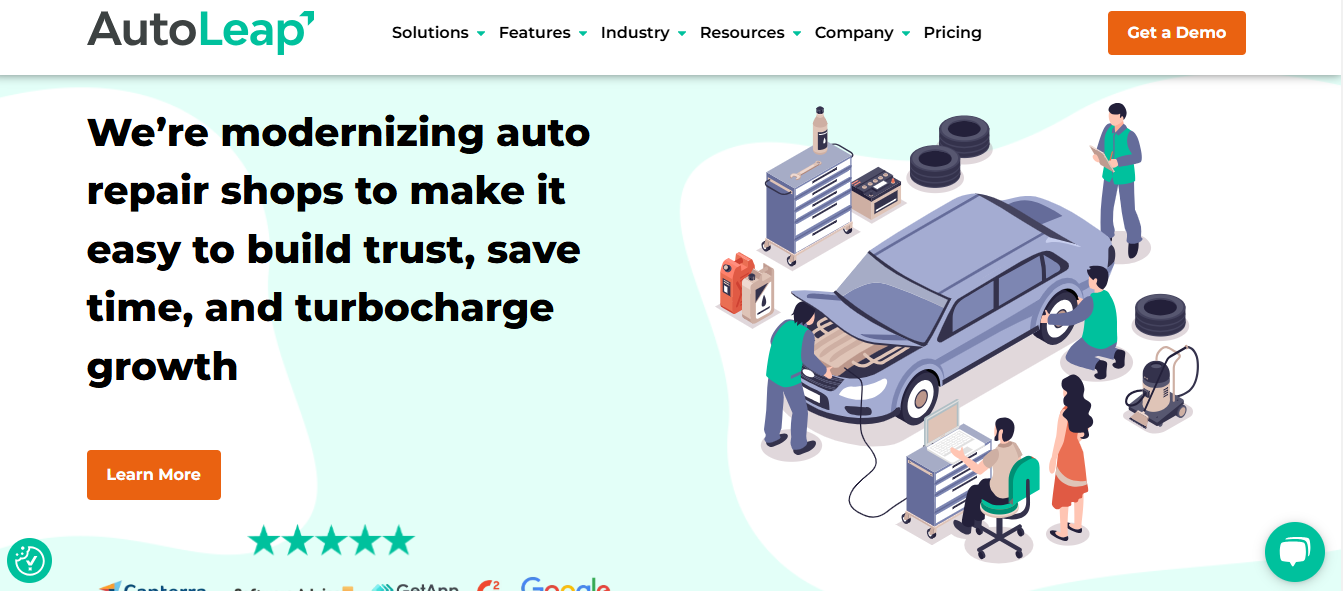 AutoLeap
Solutions Features Industry Resources Company Pricing
Get a Demo
We’re modernizing auto
repair shops to make it
easy to build trust, save
time, and turbocharge
growth
Learn More
Capterra GetApp G2 Google